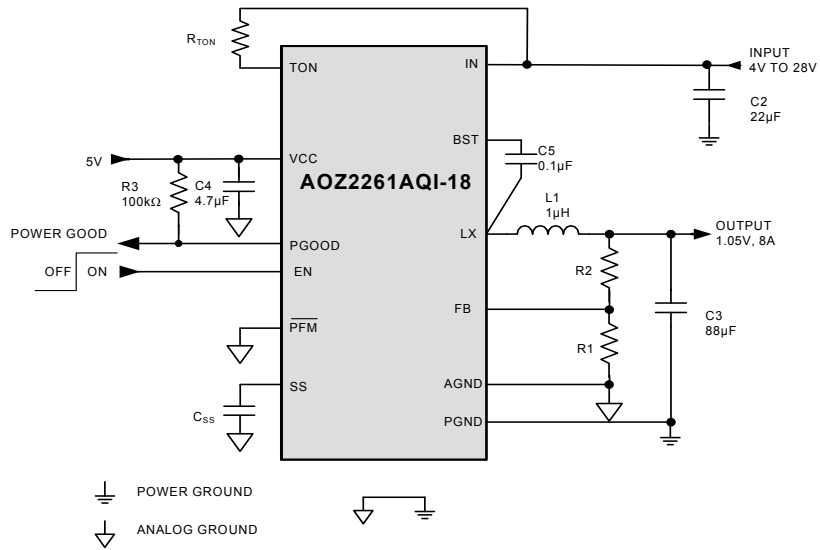 R_TON
TON
IN
INPUT
4V TO 28V
C2
22µF
BST
C5
0.1µF
5V
VCC
AOZ2261AQI-18
R3
100kΩ
C4
4.7µF
L1
1µH
LX
OUTPUT
1.05V, 8A
POWER GOOD
PGOOD
OFF
ON
EN
R2
FB
C3
88µF
PFM
R1
SS
AGND
C_SS
PGND
POWER GROUND
ANALOG GROUND